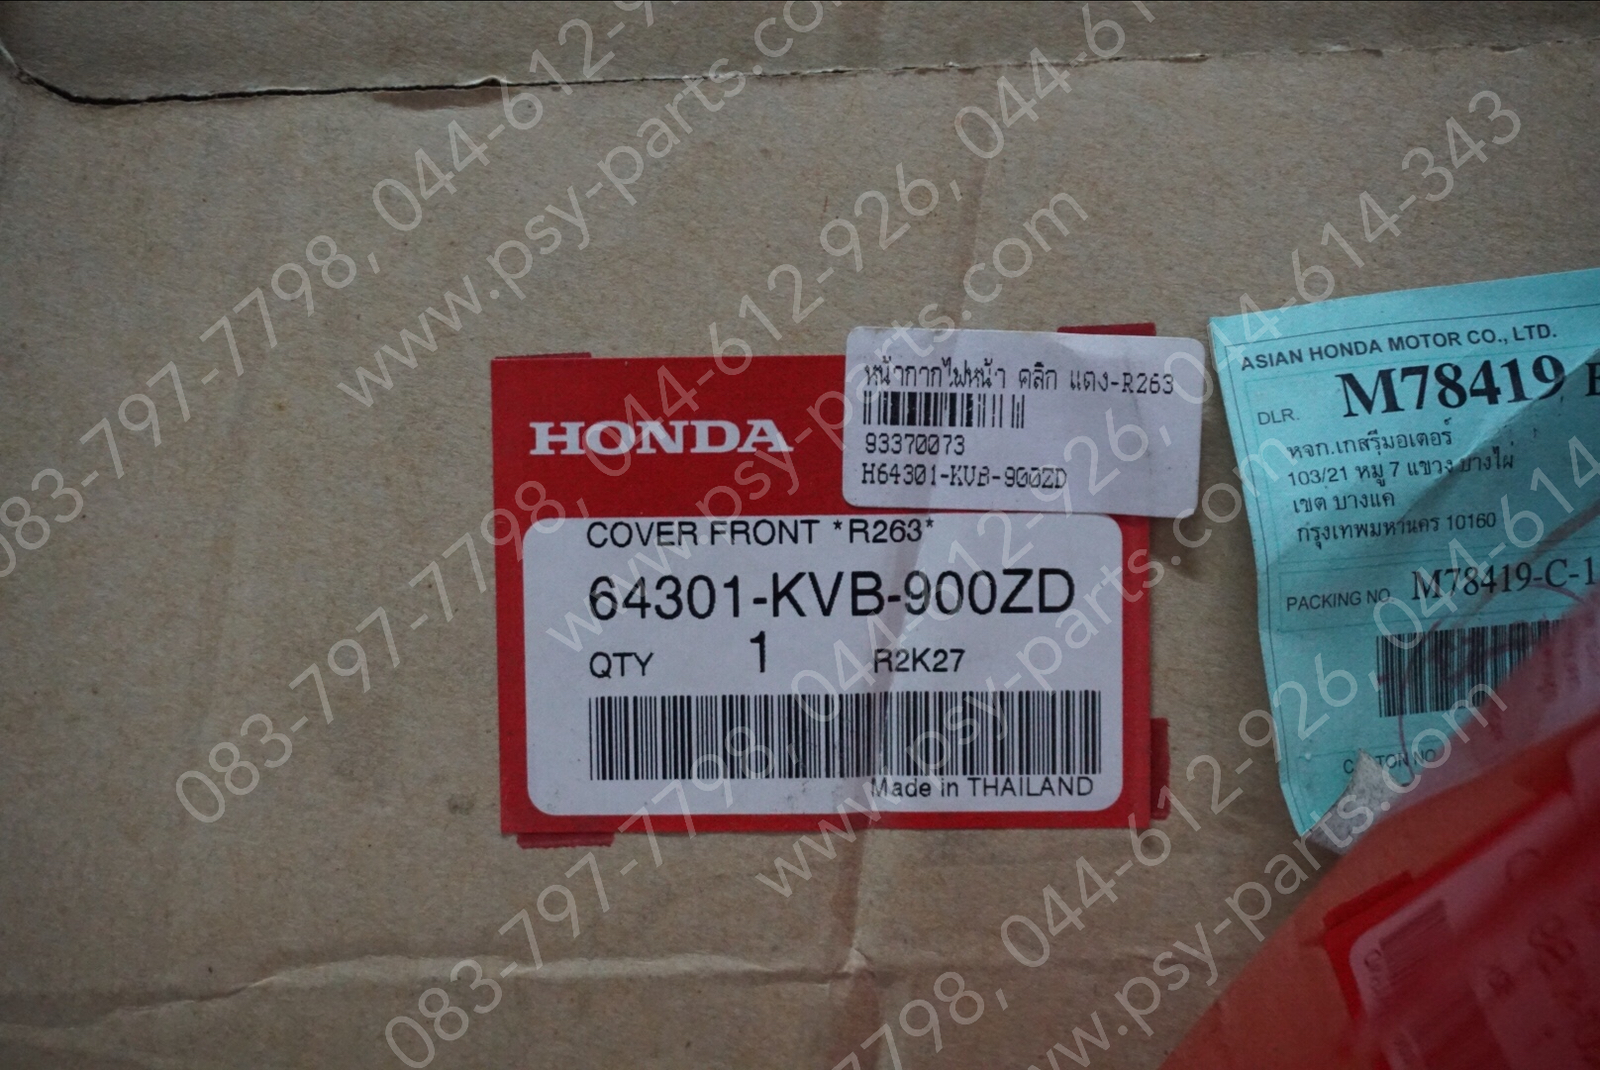 HONDA
หน้ากากไฟหน้า คลิก แดง-R263
93370073
H64301-KVB-900ZD
COVER FRONT *R263*
64301-KVB-900ZD
QTY 1 R2K27
Made in THAILAND
ASIAN HONDA MOTOR CO., LTD.
DLR. M78419
หจก.เกสรีมอเตอร์
103/21 หมู่ 7 แขวง บางไผ่
เขต บางแค
กรุงเทพมหานคร 10160
PACKING NO. M78419-C-1
CARTON NO
083-797-7798, 044-612-926, 044-614-343
www.psy-parts.com